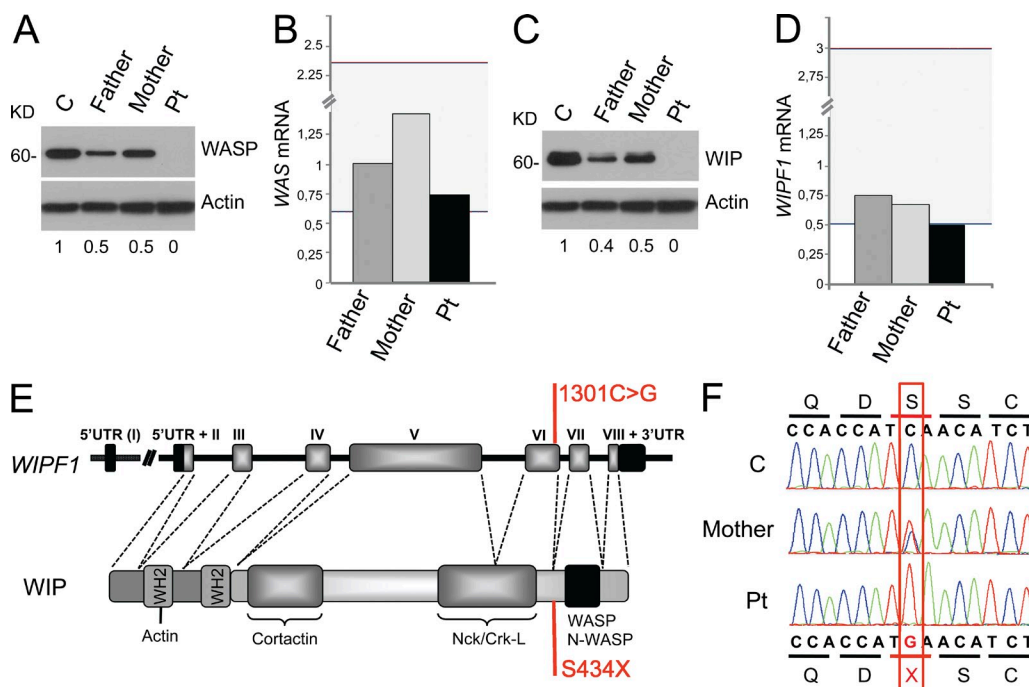 A
C Father Mother Pt
KD
60-
WASP
Actin
1 0.5 0.5 0
B
WAS mRNA
2.5
2.25
1,25
1
0,75
0,5
0,25
0
Father
Mother
Pt
C
C Father Mother Pt
KD
60-
WIP
Actin
1 0.4 0.5 0
D
WIPF1 mRNA
3
2,75
1,25
1
0,75
0,5
0,25
0
Father
Mother
Pt
E
1301C>G
5'UTR (I) 5'UTR + II III IV V VI VII VIII + 3'UTR
WIPF1
WIP
WH2 WH2
Actin
Cortactin
Nck/Crk-L
WASP
N-WASP
S434X
F
Q D S S C
CCACCATCAACATCT
C
Mother
Pt
CCACCATGAACATCT
Q D X S C